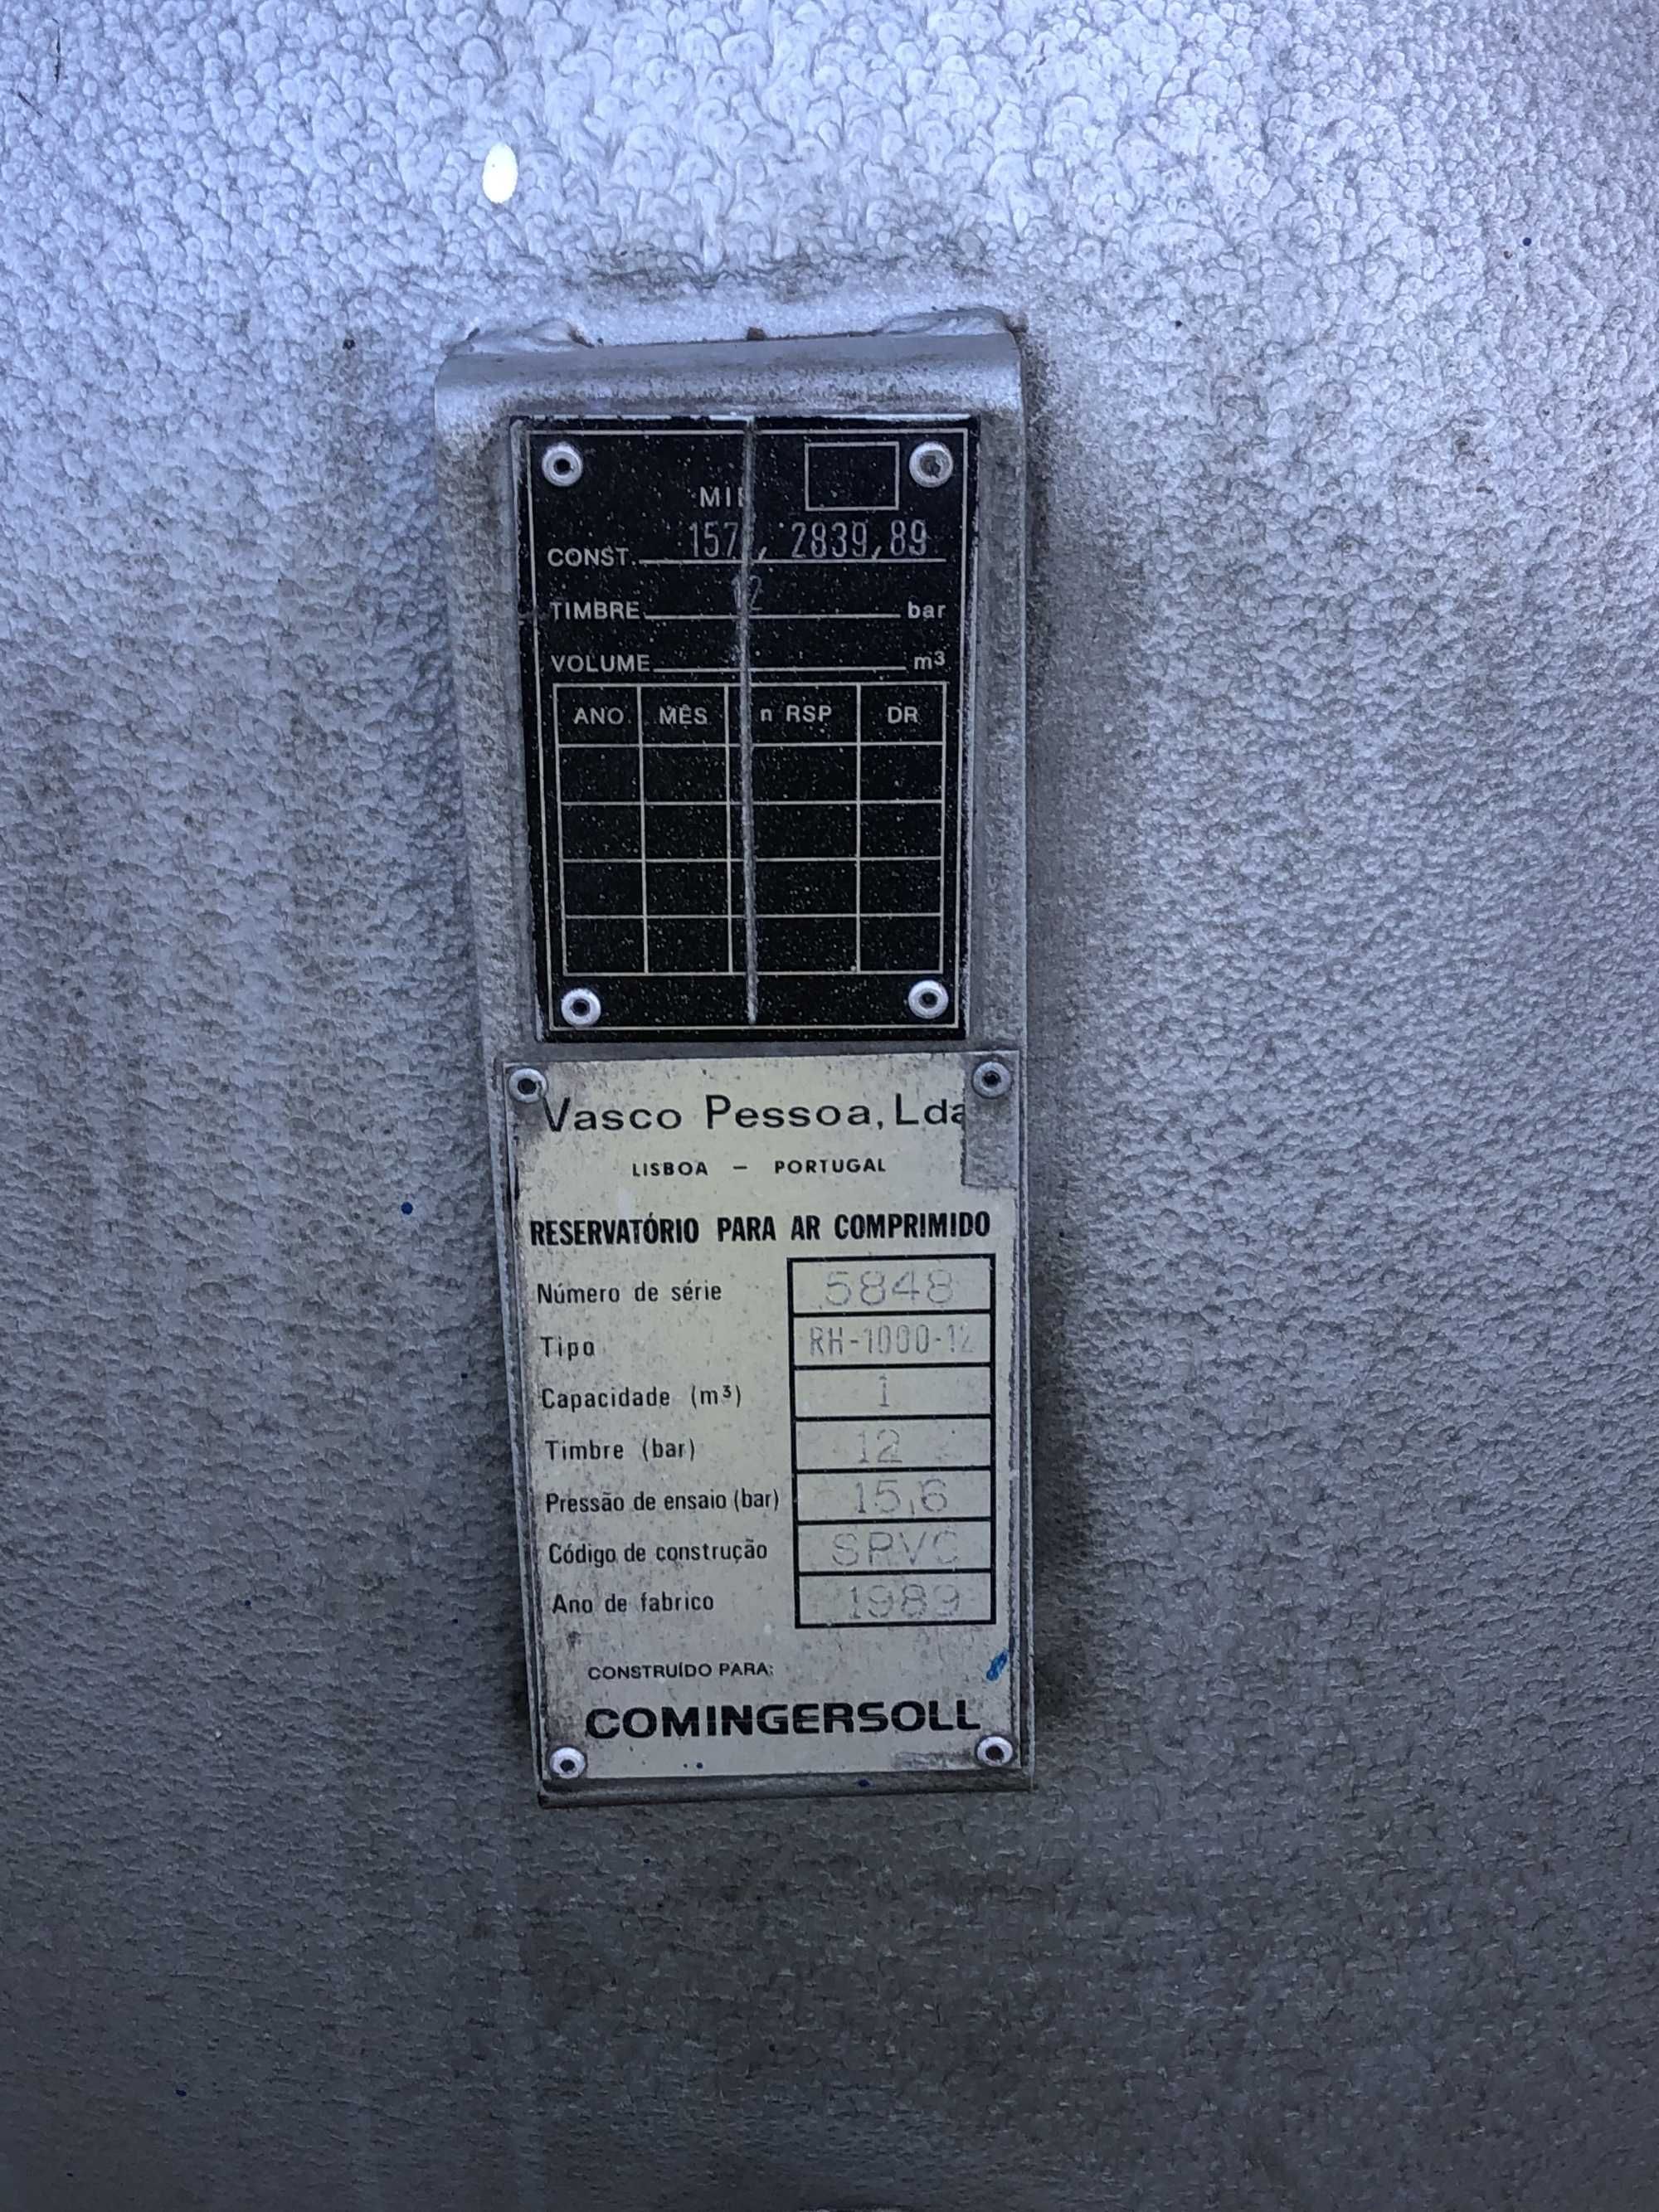 CONST. 157 , 2839,89
TIMBRE 12 bar
VOLUME m³
ANO MÊS n RSP DR
Vasco Pessoa, Lda
LISBOA — PORTUGAL
RESERVATÓRIO PARA AR COMPRIMIDO
Número de série 5848
Tipo RH-1000-12
Capacidade (m³) 1
Timbre (bar) 12
Pressão de ensaio (bar) 15,6
Código de construção
Ano de fabrico 1989
CONSTRUÍDO PARA:
COMINGERSOLL